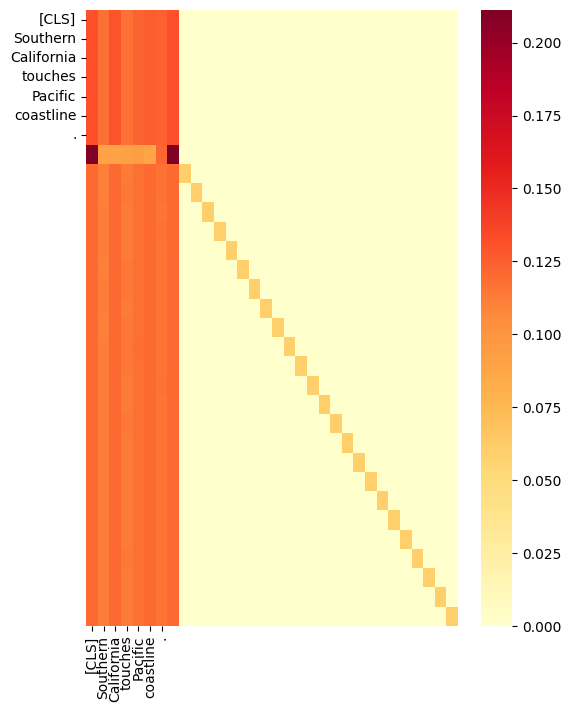 [CLS]
Southern
California
touches
Pacific
coastline
.
0.200
0.175
0.150
0.125
0.100
0.075
0.050
0.025
0.000
[CLS]
Southern
California
touches
Pacific
coastline
.